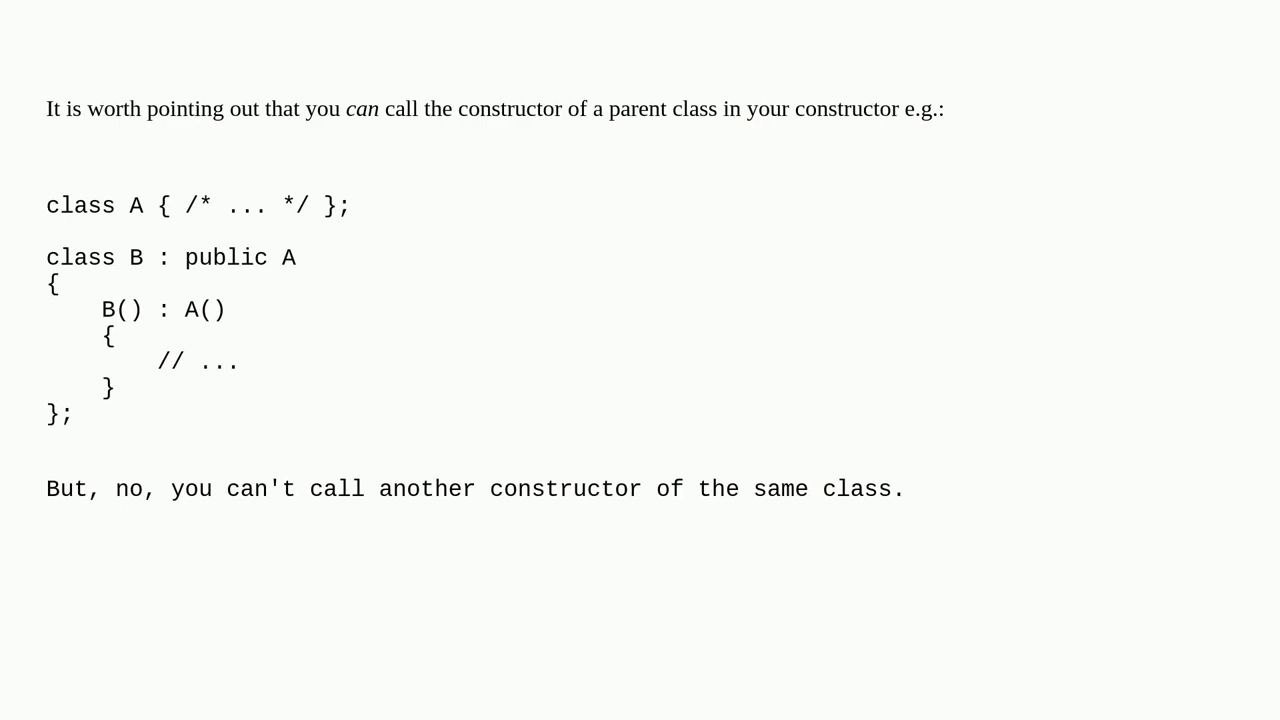 It is worth pointing out that you can call the constructor of a parent class in your constructor e.g.:
class A { /* ... */ };
class B : public A
{
    B() : A()
    {
        // ...
    }
};
But, no, you can't call another constructor of the same class.